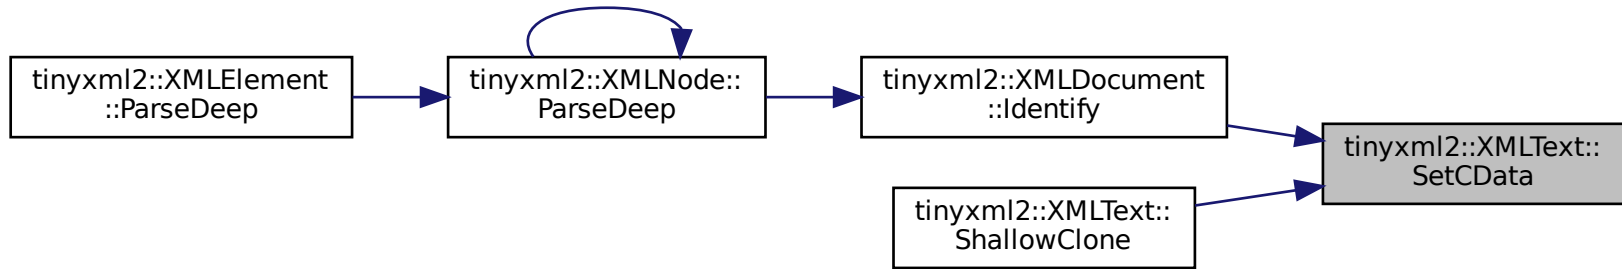 tinyxml2::XMLElement
::ParseDeep
tinyxml2::XMLNode::
ParseDeep
tinyxml2::XMLDocument
::Identify
tinyxml2::XMLText::
SetCData
tinyxml2::XMLText::
ShallowClone